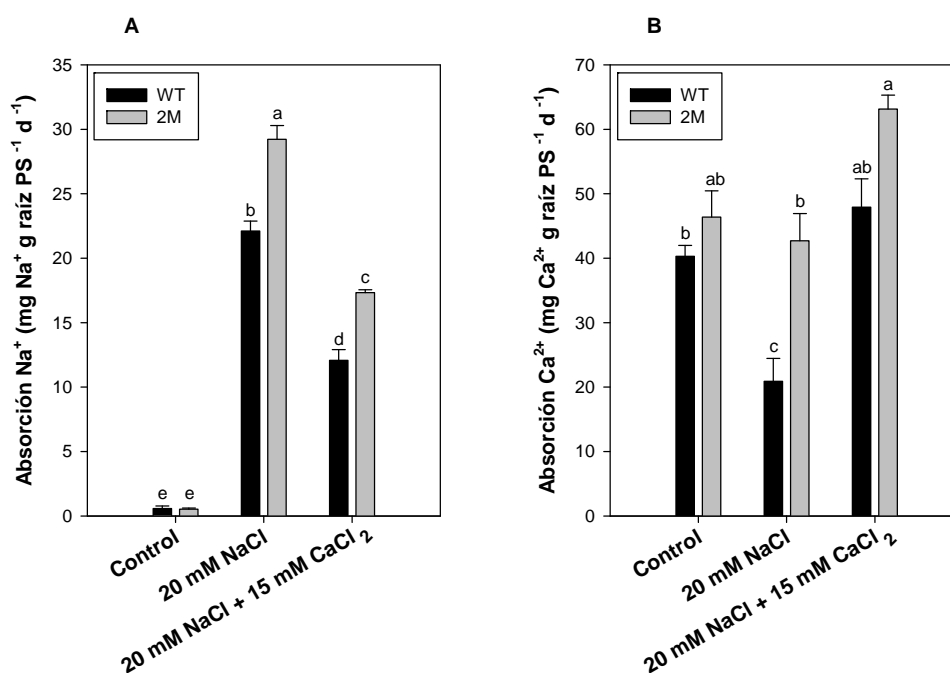 A
Absorción Na⁺ (mg Na⁺ g raíz PS ⁻¹ d ⁻¹)
35
30
25
20
15
10
5
0
WT
2M
e
e
b
a
d
c
Control
20 mM NaCl
20 mM NaCl + 15 mM CaCl ₂
B
Absorción Ca²⁺ (mg Ca²⁺ g raíz PS ⁻¹ d ⁻¹)
70
60
50
40
30
20
10
0
WT
2M
b
ab
c
b
ab
a
Control
20 mM NaCl
20 mM NaCl + 15 mM CaCl ₂